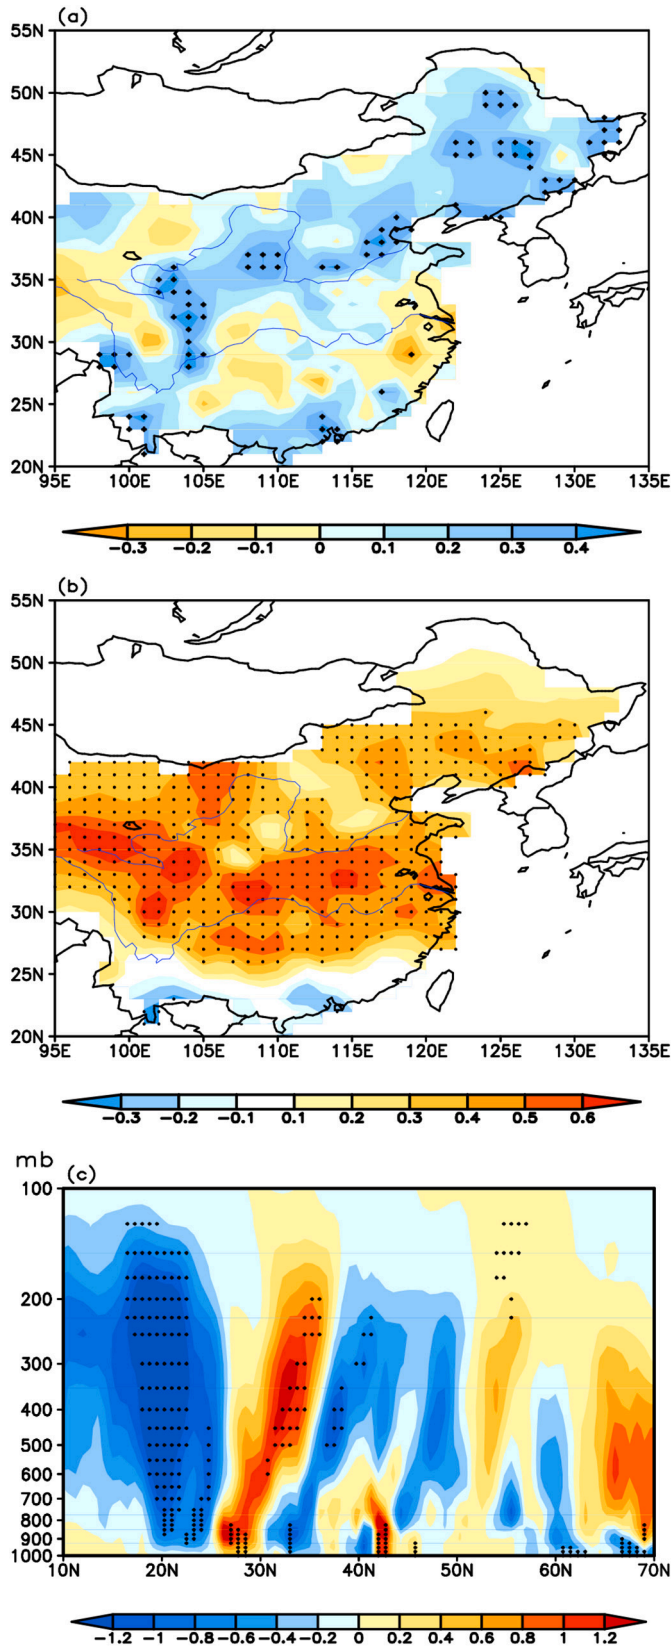 (a)
55N
50N
45N
40N
35N
30N
25N
20N
95E 100E 105E 110E 115E 120E 125E 130E 135E
-0.3 -0.2 -0.1 0 0.1 0.2 0.3 0.4
(b)
55N
50N
45N
40N
35N
30N
25N
20N
95E 100E 105E 110E 115E 120E 125E 130E 135E
-0.3 -0.2 -0.1 0.1 0.2 0.3 0.4 0.5 0.6
mb (c)
100
200
300
400
500
600
700
800
900
1000
10N 20N 30N 40N 50N 60N 70N
-1.2 -1 -0.8 -0.6 -0.4 -0.2 0 0.2 0.4 0.6 0.8 1 1.2